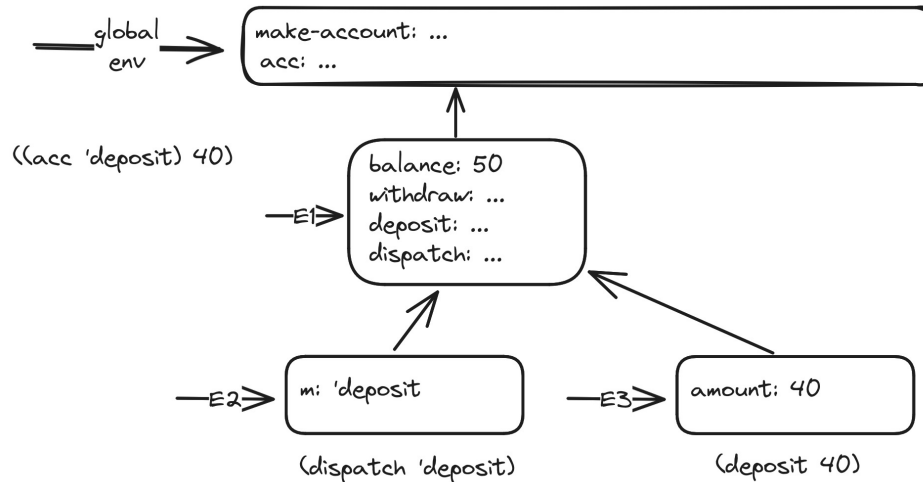 global
env
make-account: ...
acc: ...
((acc 'deposit) 40)
E1
balance: 50
withdraw: ...
deposit: ...
dispatch: ...
E2
m: 'deposit
(dispatch 'deposit)
E3
amount: 40
(deposit 40)